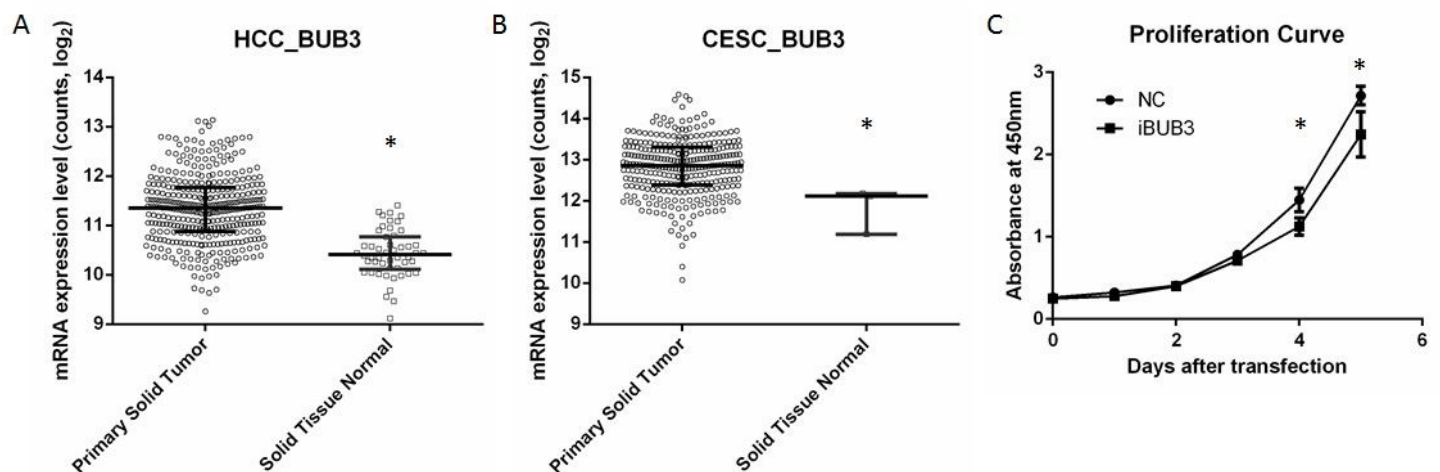 A
HCC_BUB3
mRNA expression level (counts, log2)
14
13
12
11
10
9
*
Primary Solid Tumor
Solid Tissue Normal
B
CESC_BUB3
mRNA expression level (counts, log2)
15
14
13
12
11
10
9
*
Primary Solid Tumor
Solid Tissue Normal
C
Proliferation Curve
Absorbance at 450nm
3
2
1
0
NC
iBUB3
*
*
0
2
4
6
Days after transfection